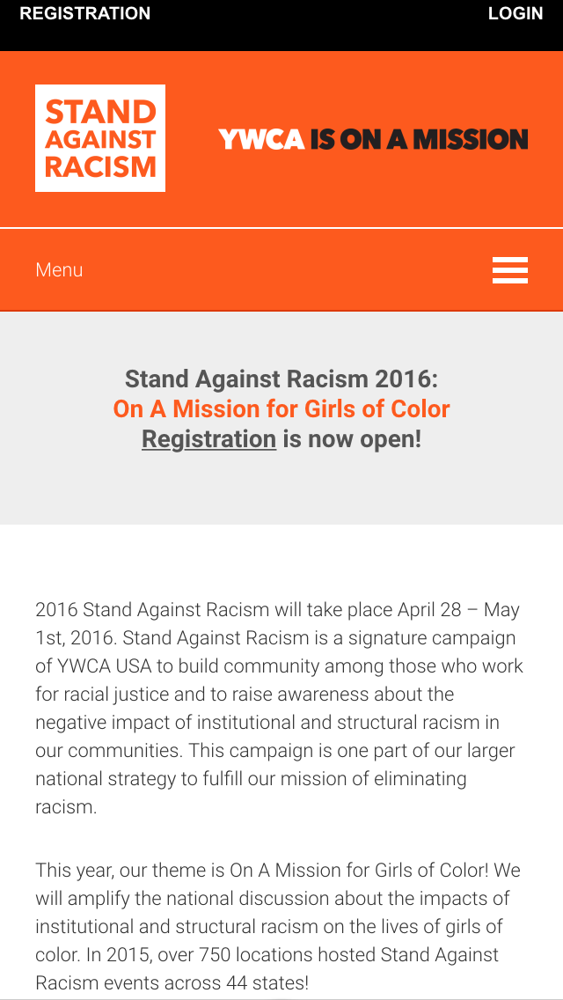 REGISTRATION
LOGIN
STAND
AGAINST
RACISM
YWCA IS ON A MISSION
Menu
Stand Against Racism 2016:
On A Mission for Girls of Color
Registration is now open!
2016 Stand Against Racism will take place April 28 – May
1st, 2016. Stand Against Racism is a signature campaign
of YWCA USA to build community among those who work
for racial justice and to raise awareness about the
negative impact of institutional and structural racism in
our communities. This campaign is one part of our larger
national strategy to fulfill our mission of eliminating
racism.
This year, our theme is On A Mission for Girls of Color! We
will amplify the national discussion about the impacts of
institutional and structural racism on the lives of girls of
color. In 2015, over 750 locations hosted Stand Against
Racism events across 44 states!